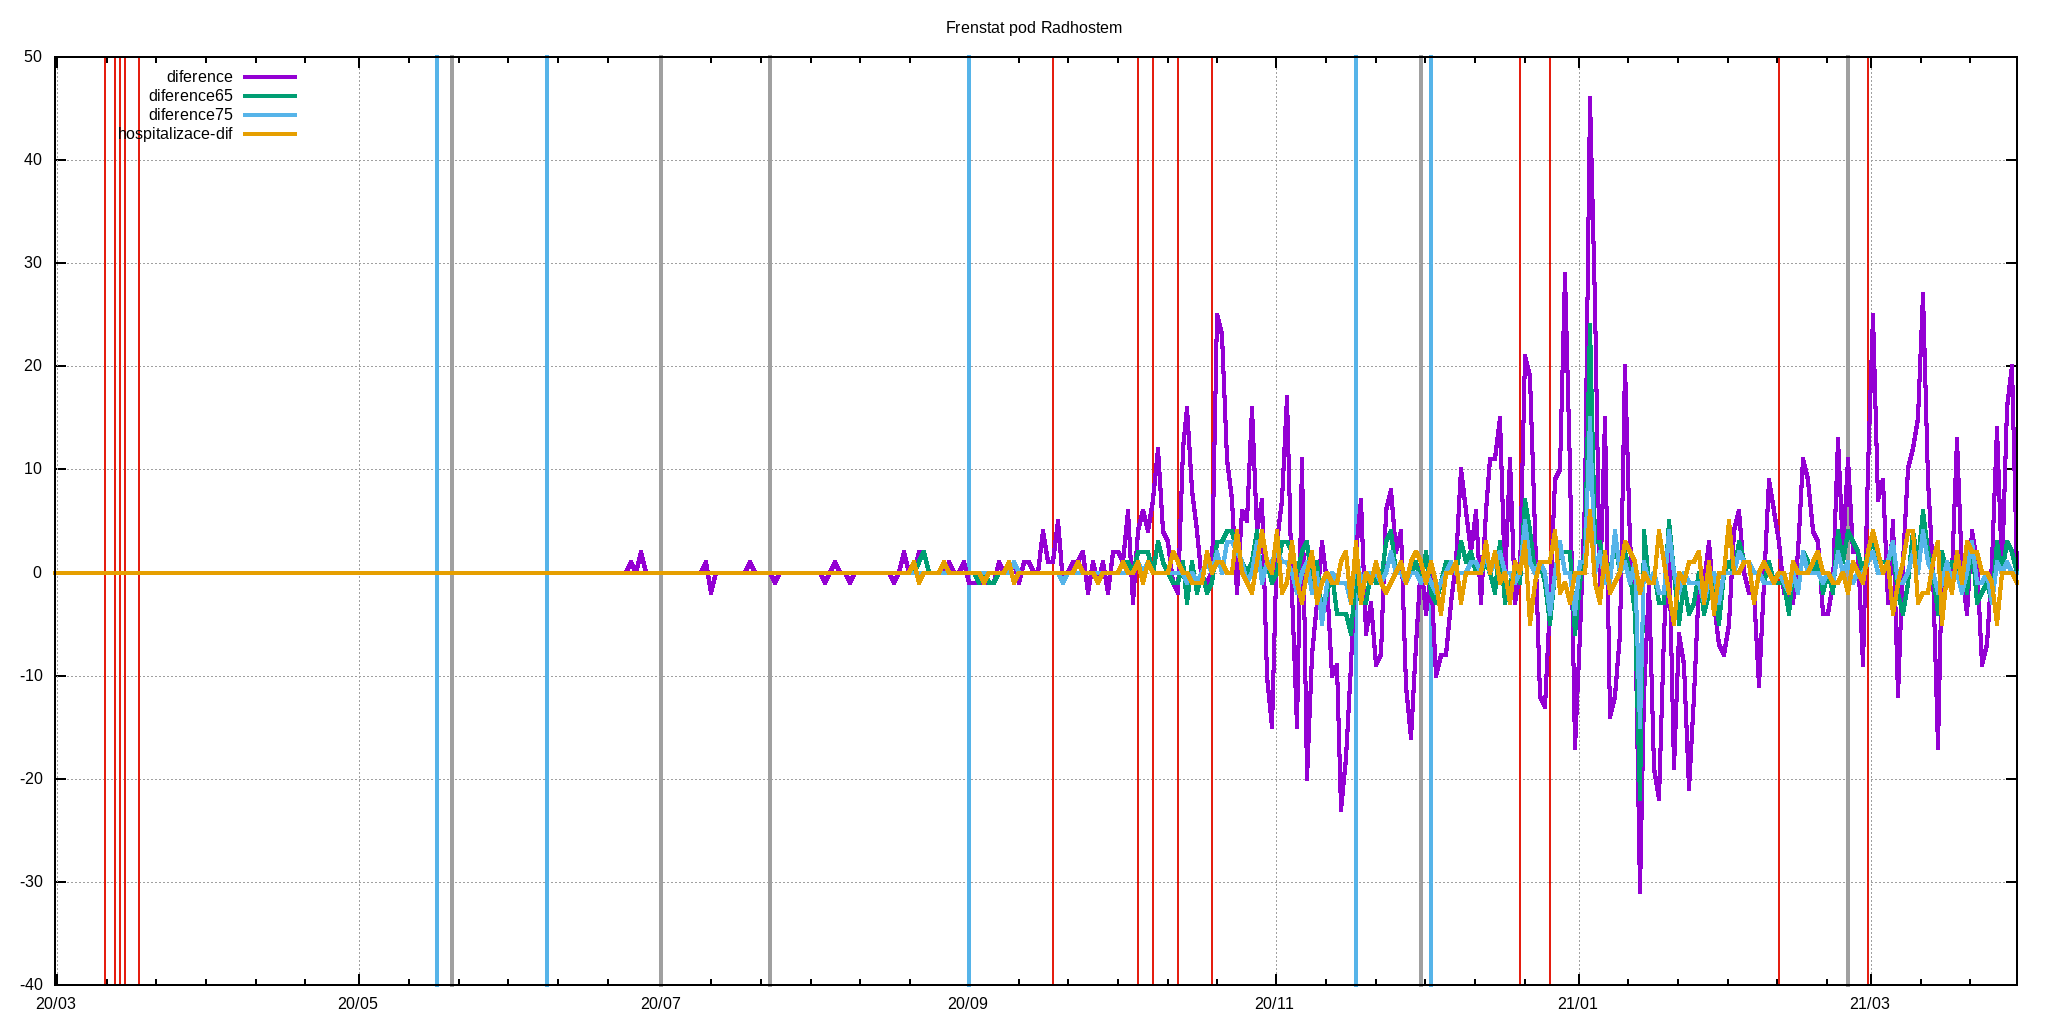 Frenstat pod Radhostem
50
diference
diference65
diference75
hospitalizace-dif
40
30
20
10
0
-10
-20
-30
-40
20/03 20/05 20/07 20/09 20/11 21/01 21/03